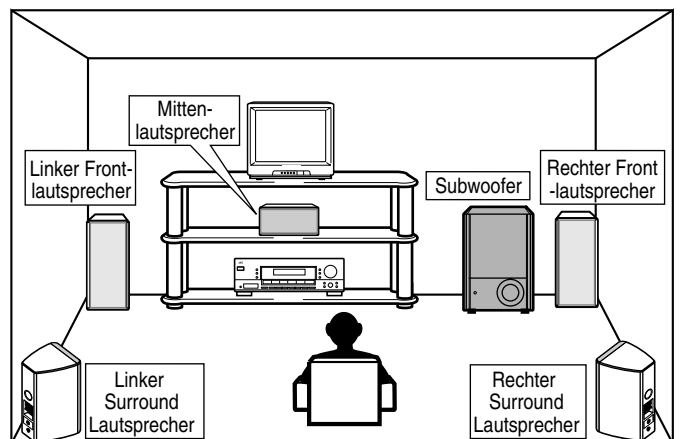 Mitten-
lautsprecher
Linker Front-
lautsprecher
Subwoofer
Rechter Front
-lautsprecher
Linker
Surround
Lautsprecher
Rechter
Surround
Lautsprecher